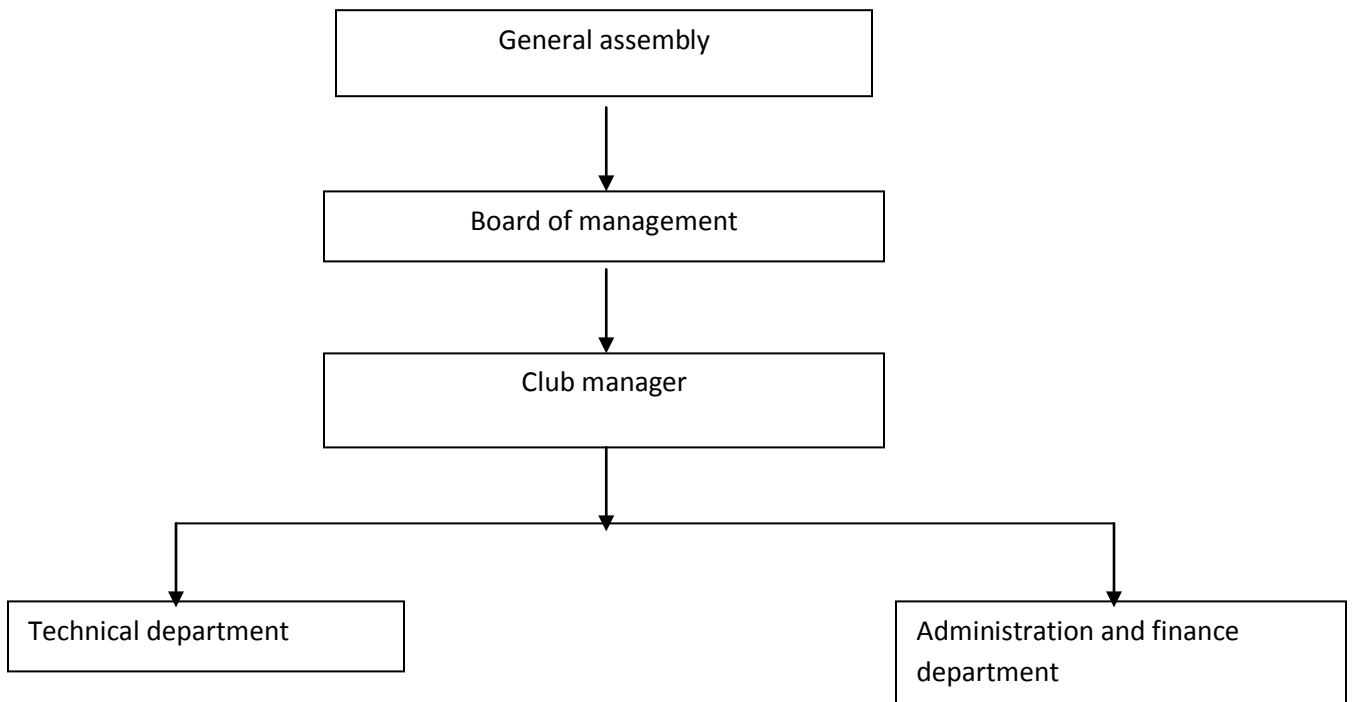 General assembly
Board of management
Club manager
Technical department
Administration and finance
department